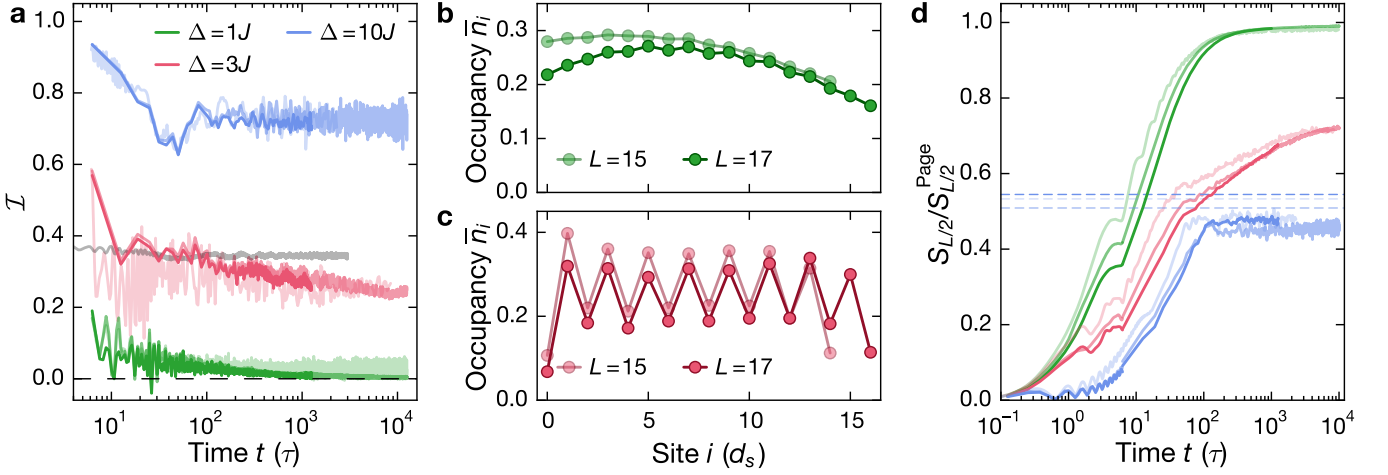 a
Δ = 1J
Δ = 3J
Δ = 10J
1.0
0.8
0.6
0.4
0.2
0.0
ℐ
10¹
10²
10³
10⁴
Time t (τ)
b
Occupancy n̅ᵢ
0.3
0.2
0.1
0.0
L = 15
L = 17
c
Occupancy n̅ᵢ
0.4
0.2
0.0
L = 15
L = 17
0
5
10
15
Site i (dₛ)
d
S_{L/2}/S_{L/2}^{Page}
1.0
0.8
0.6
0.4
0.2
0.0
10⁻¹
10⁰
10¹
10²
10³
10⁴
Time t (τ)